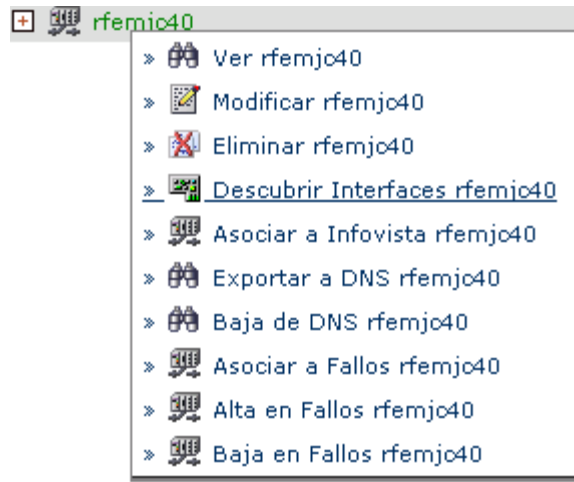 rfemjc40
» Ver rfemjc40
» Modificar rfemjc40
» Eliminar rfemjc40
» Descubrir Interfaces rfemjc40
» Asociar a Infovista rfemjc40
» Exportar a DNS rfemjc40
» Baja de DNS rfemjc40
» Asociar a Fallos rfemjc40
» Alta en Fallos rfemjc40
» Baja en Fallos rfemjc40